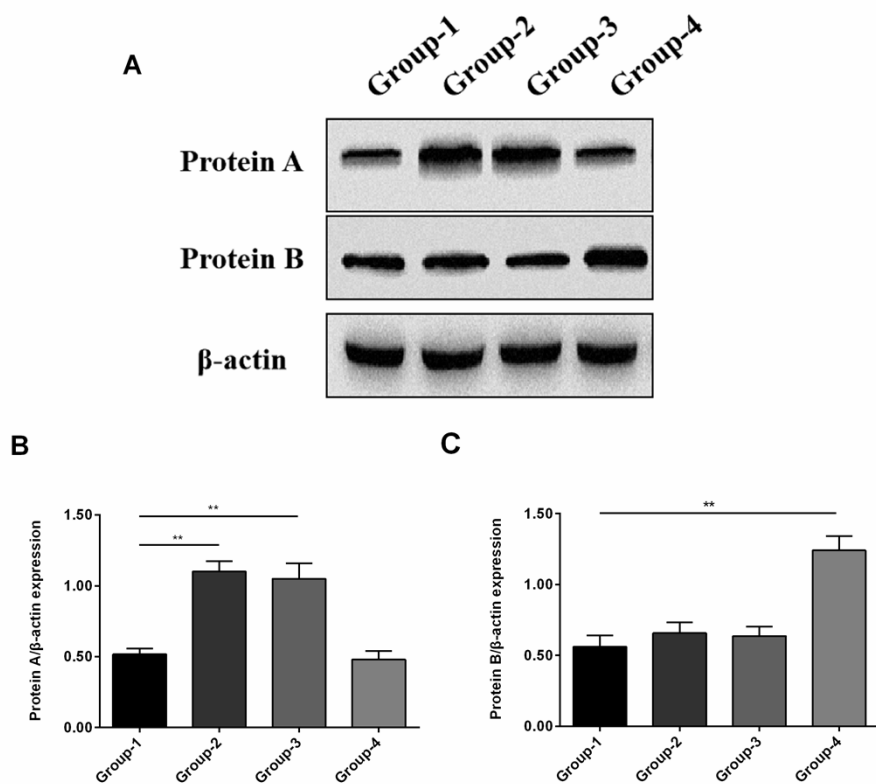 A
Group-1
Group-2
Group-3
Group-4
Protein A
Protein B
β-actin
B
Protein A/β-actin expression
1.50
1.00
0.50
0.00
**
**
Group-1
Group-2
Group-3
Group-4
C
Protein B/β-actin expression
1.50
1.00
0.50
0.00
**
Group-1
Group-2
Group-3
Group-4